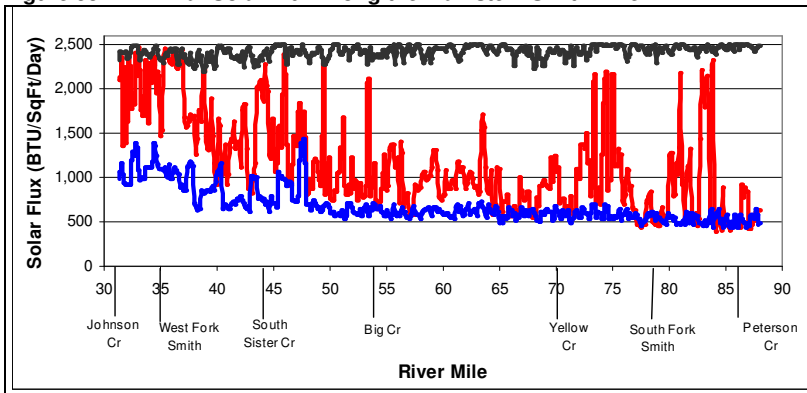 Solar Flux (BTU/SqFt/Day)
2,500
2,000
1,500
1,000
500
0
30 35 40 45 50 55 60 65 70 75 80 85 90
Johnson Cr
West Fork Smith
South Sister Cr
Big Cr
Yellow Cr
South Fork Smith
Peterson Cr
River Mile